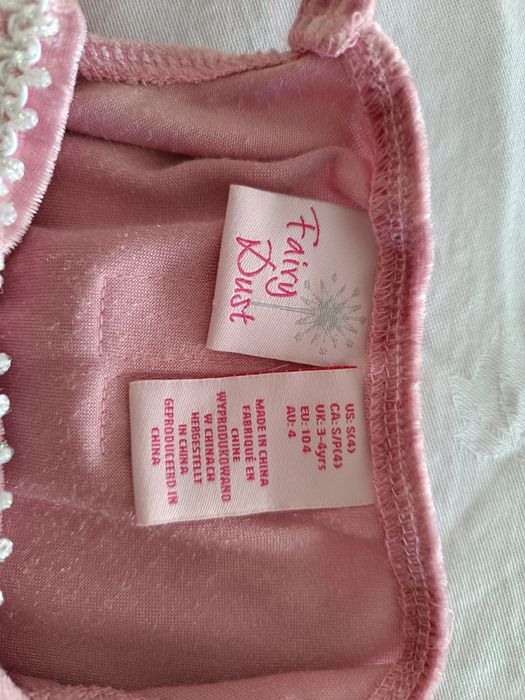 Fairy
Dust
US: S(4)
CA: S/P(4)
UK: 3-4yrs
EU: 104
AU: 4
MADE IN CHINA
FABRIQUÉ EN
CHINE
WYPRODUKOWANO
W CHINACH
HERGESTELLT
IN CHINA
GEPRODUCEERD IN
CHINA